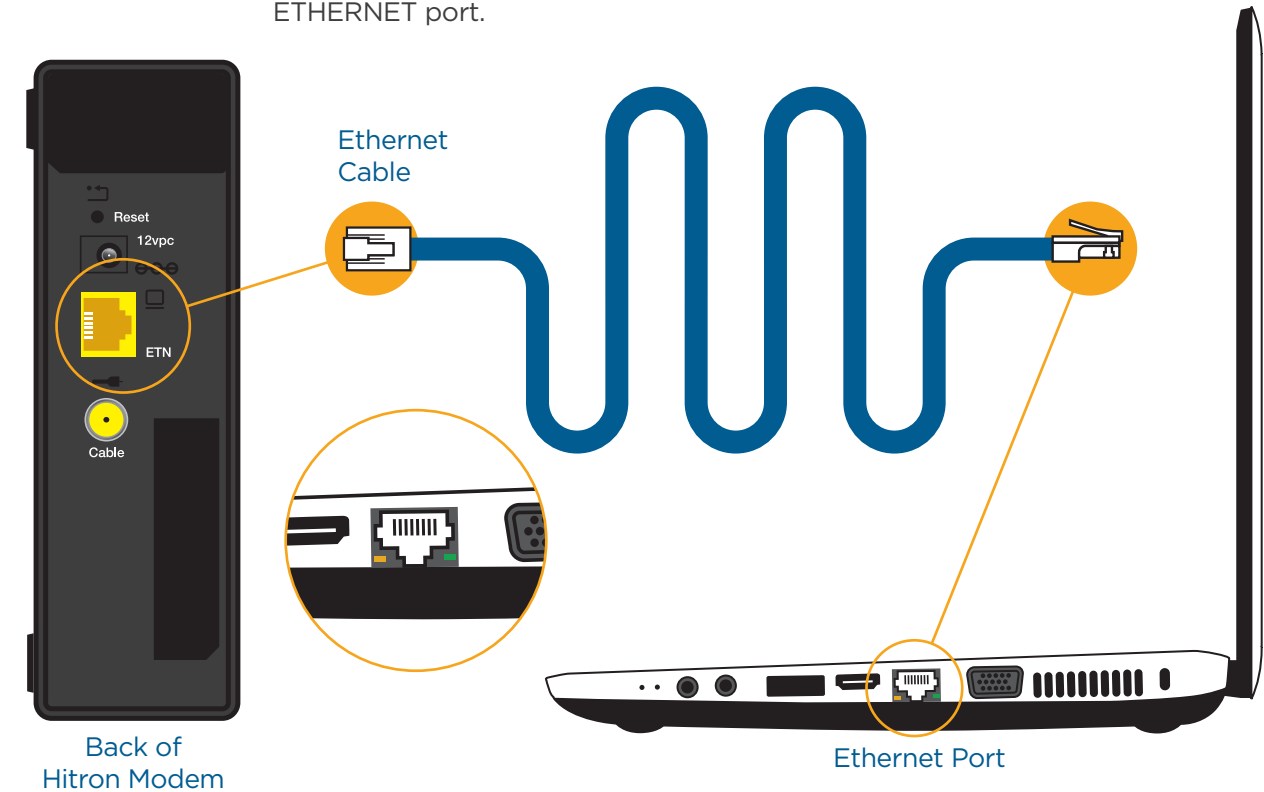 ETHERNET port.
Ethernet
Cable
Reset
12vpc
ETN
Cable
Back of
Hitron Modem
Ethernet Port